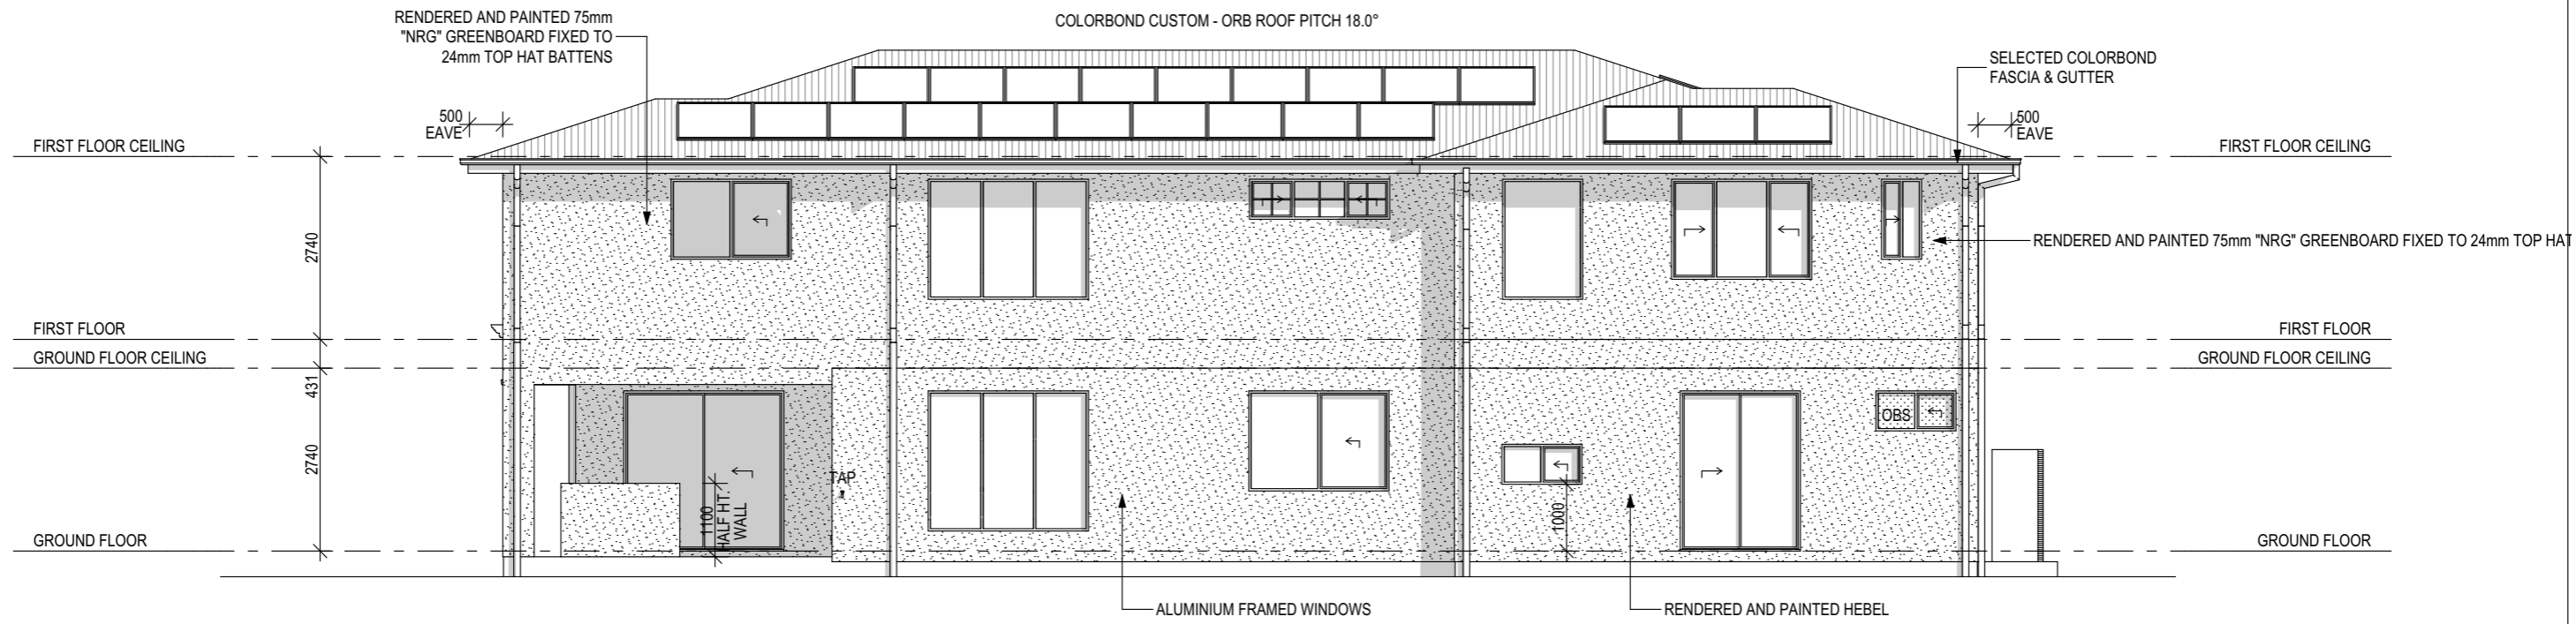 RENDERED AND PAINTED 75mm
"NRG" GREENBOARD FIXED TO
24mm TOP HAT BATTENS
COLORBOND CUSTOM - ORB ROOF PITCH 18.0°
SELECTED COLORBOND
FASCIA & GUTTER
500
EAVE
500
EAVE
FIRST FLOOR CEILING
FIRST FLOOR CEILING
2740
RENDERED AND PAINTED 75mm "NRG" GREENBOARD FIXED TO 24mm TOP HAT
FIRST FLOOR
FIRST FLOOR
GROUND FLOOR CEILING
GROUND FLOOR CEILING
431
OBS
2740
TAP
1100
HALF HT.
WALL
1000
GROUND FLOOR
GROUND FLOOR
ALUMINIUM FRAMED WINDOWS
RENDERED AND PAINTED HEBEL